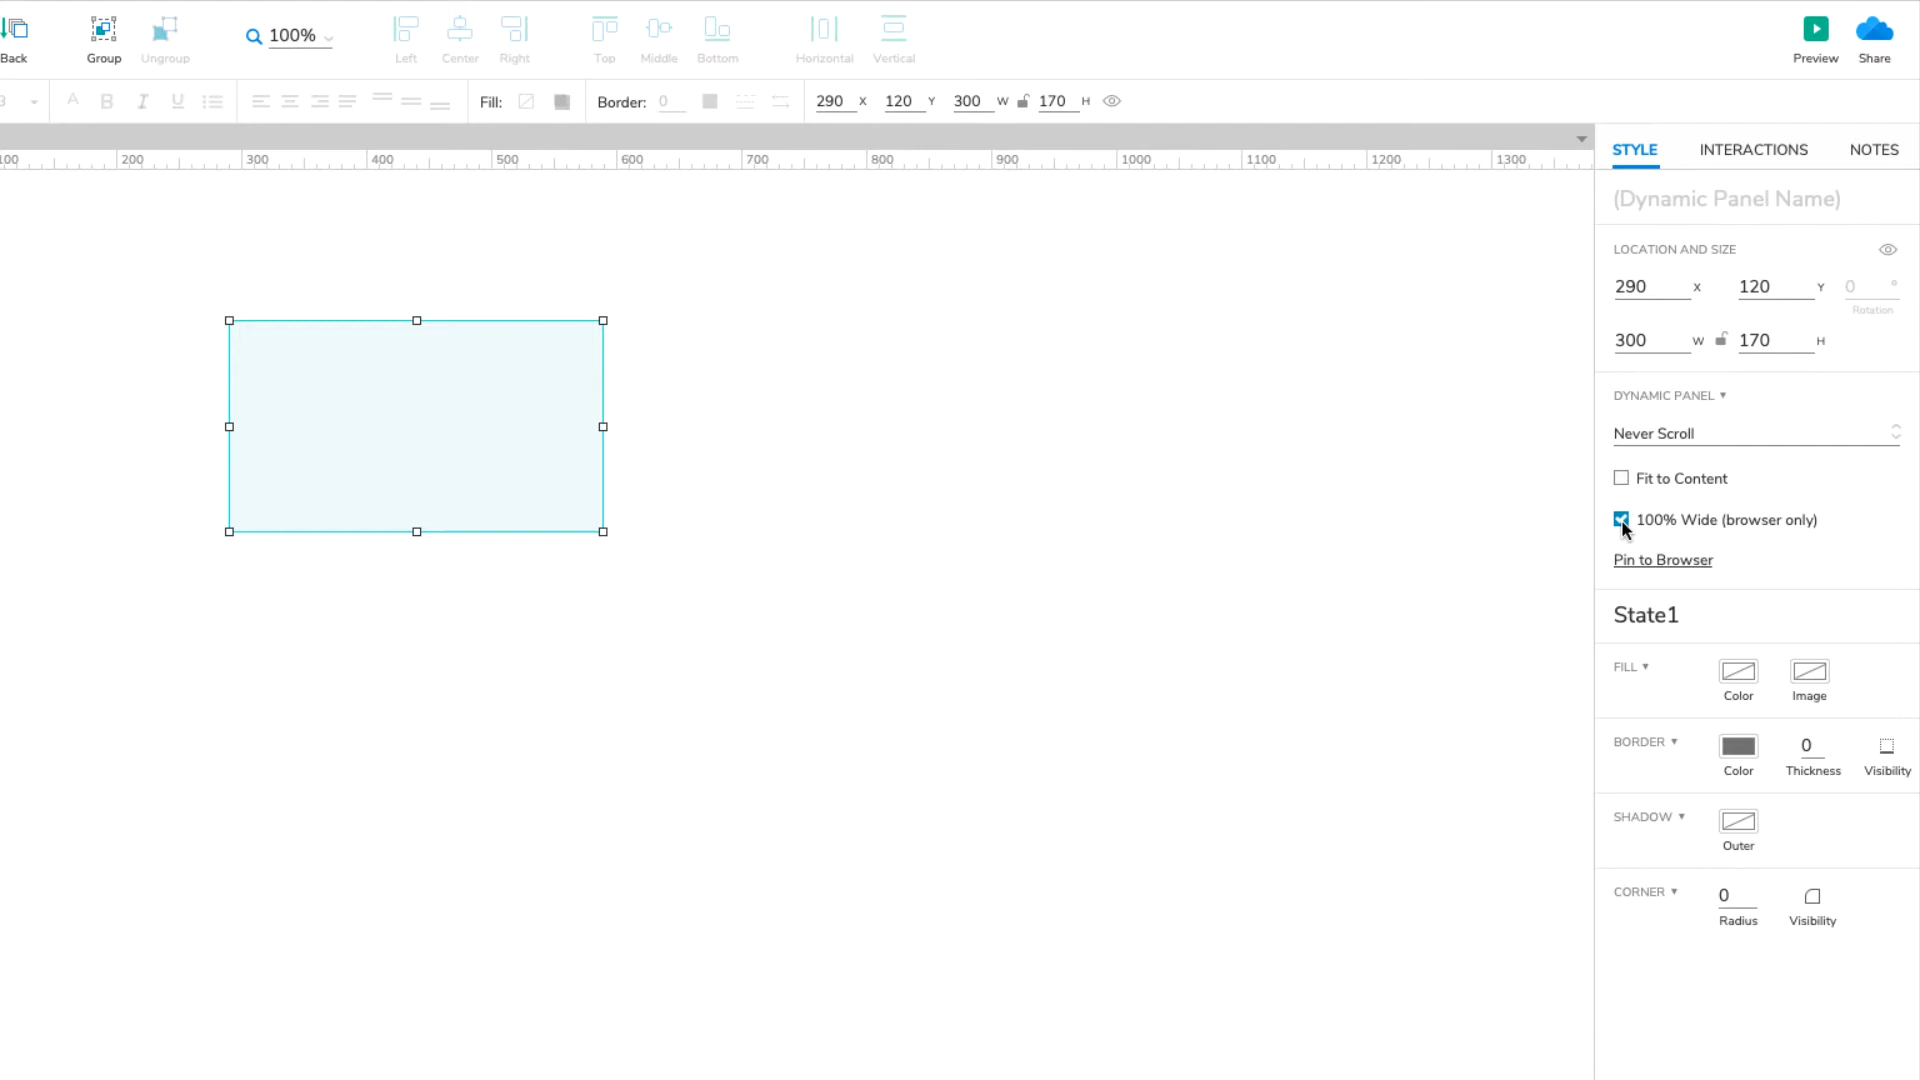 Back
Group
Ungroup
100%
Left
Center
Right
Top
Middle
Bottom
Horizontal
Vertical
Preview
Share
A B I U
Fill:
Border: 0
290 X 120 Y 300 W 170 H
200 300 400 500 600 700 800 900 1000 1100 1200 1300
STYLE INTERACTIONS NOTES
(Dynamic Panel Name)
LOCATION AND SIZE
290 X 120 Y 0 °
Rotation
300 W 170 H
DYNAMIC PANEL
Never Scroll
Fit to Content
100% Wide (browser only)
Pin to Browser
State1
FILL
Color Image
BORDER 0
Color Thickness Visibility
SHADOW
Outer
CORNER 0
Radius Visibility